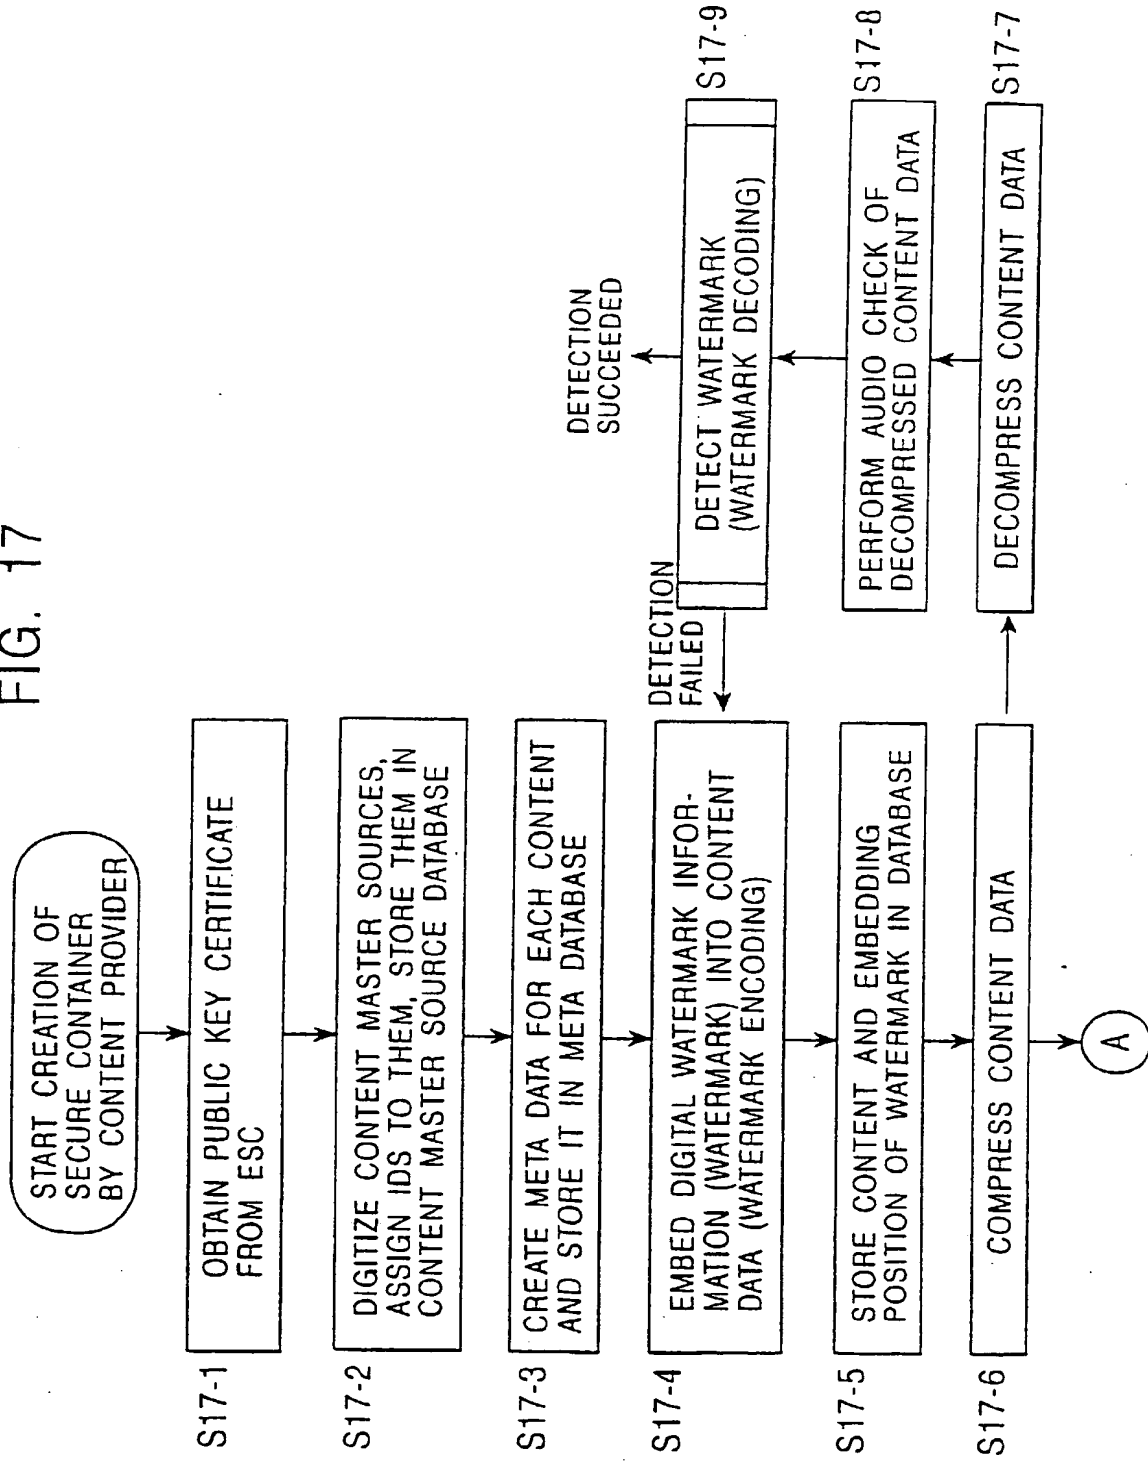 FIG. 17
START CREATION OF
SECURE CONTAINER
BY CONTENT PROVIDER
S17-1
OBTAIN PUBLIC KEY CERTIFICATE
FROM ESC
S17-2
DIGITIZE CONTENT MASTER SOURCES,
ASSIGN IDS TO THEM, STORE THEM IN
CONTENT MASTER SOURCE DATABASE
S17-3
CREATE META DATA FOR EACH CONTENT
AND STORE IT IN META DATABASE
S17-4
EMBED DIGITAL WATERMARK INFOR-
MATION (WATERMARK) INTO CONTENT
DATA (WATERMARK ENCODING)
S17-5
STORE CONTENT AND EMBEDDING
POSITION OF WATERMARK IN DATABASE
S17-6
COMPRESS CONTENT DATA
A
DECOMPRESS CONTENT DATA
S17-7
PERFORM AUDIO CHECK OF
DECOMPRESSED CONTENT DATA
S17-8
DETECT WATERMARK
(WATERMARK DECODING)
S17-9
DETECTION
FAILED
DETECTION
SUCCEEDED